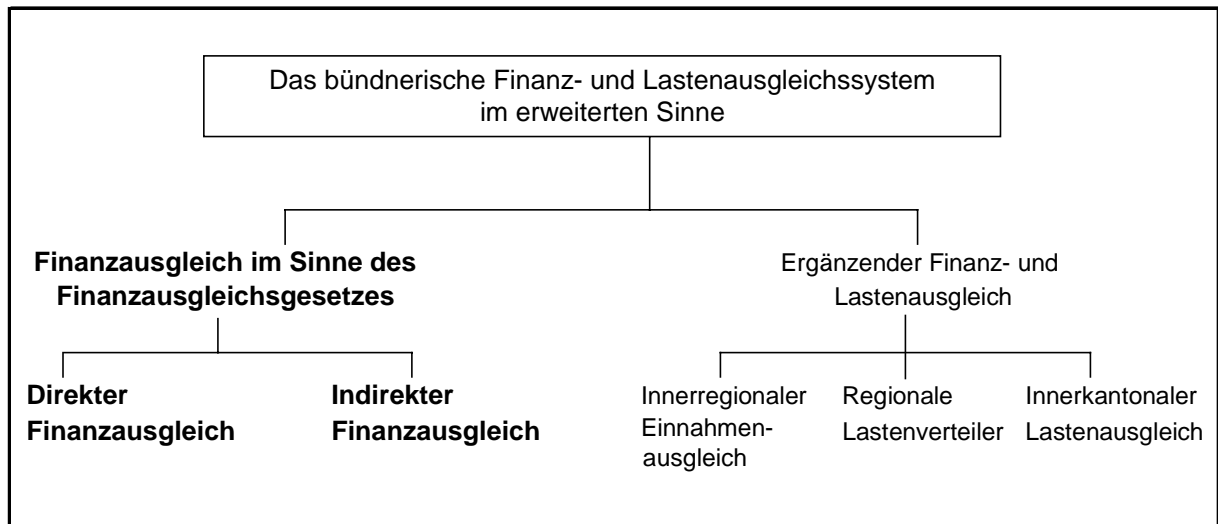 Das bündnerische Finanz- und Lastenausgleichssystem
im erweiterten Sinne
Finanzausgleich im Sinne des
Finanzausgleichsgesetzes
Ergänzender Finanz- und
Lastenausgleich
Direkter
Finanzausgleich
Indirekter
Finanzausgleich
Innerregionaler
Einnahmen-
ausgleich
Regionale
Lastenverteiler
Innerkantonaler
Lastenausgleich